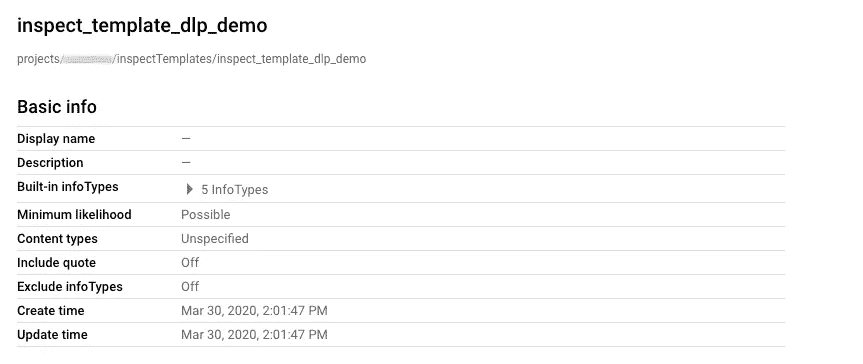 inspect_template_dlp_demo
projects/ /inspectTemplates/inspect_template_dlp_demo
Basic info
Display name —
Description —
Built-in infoTypes 5 InfoTypes
Minimum likelihood Possible
Content types Unspecified
Include quote Off
Exclude infoTypes Off
Create time Mar 30, 2020, 2:01:47 PM
Update time Mar 30, 2020, 2:01:47 PM